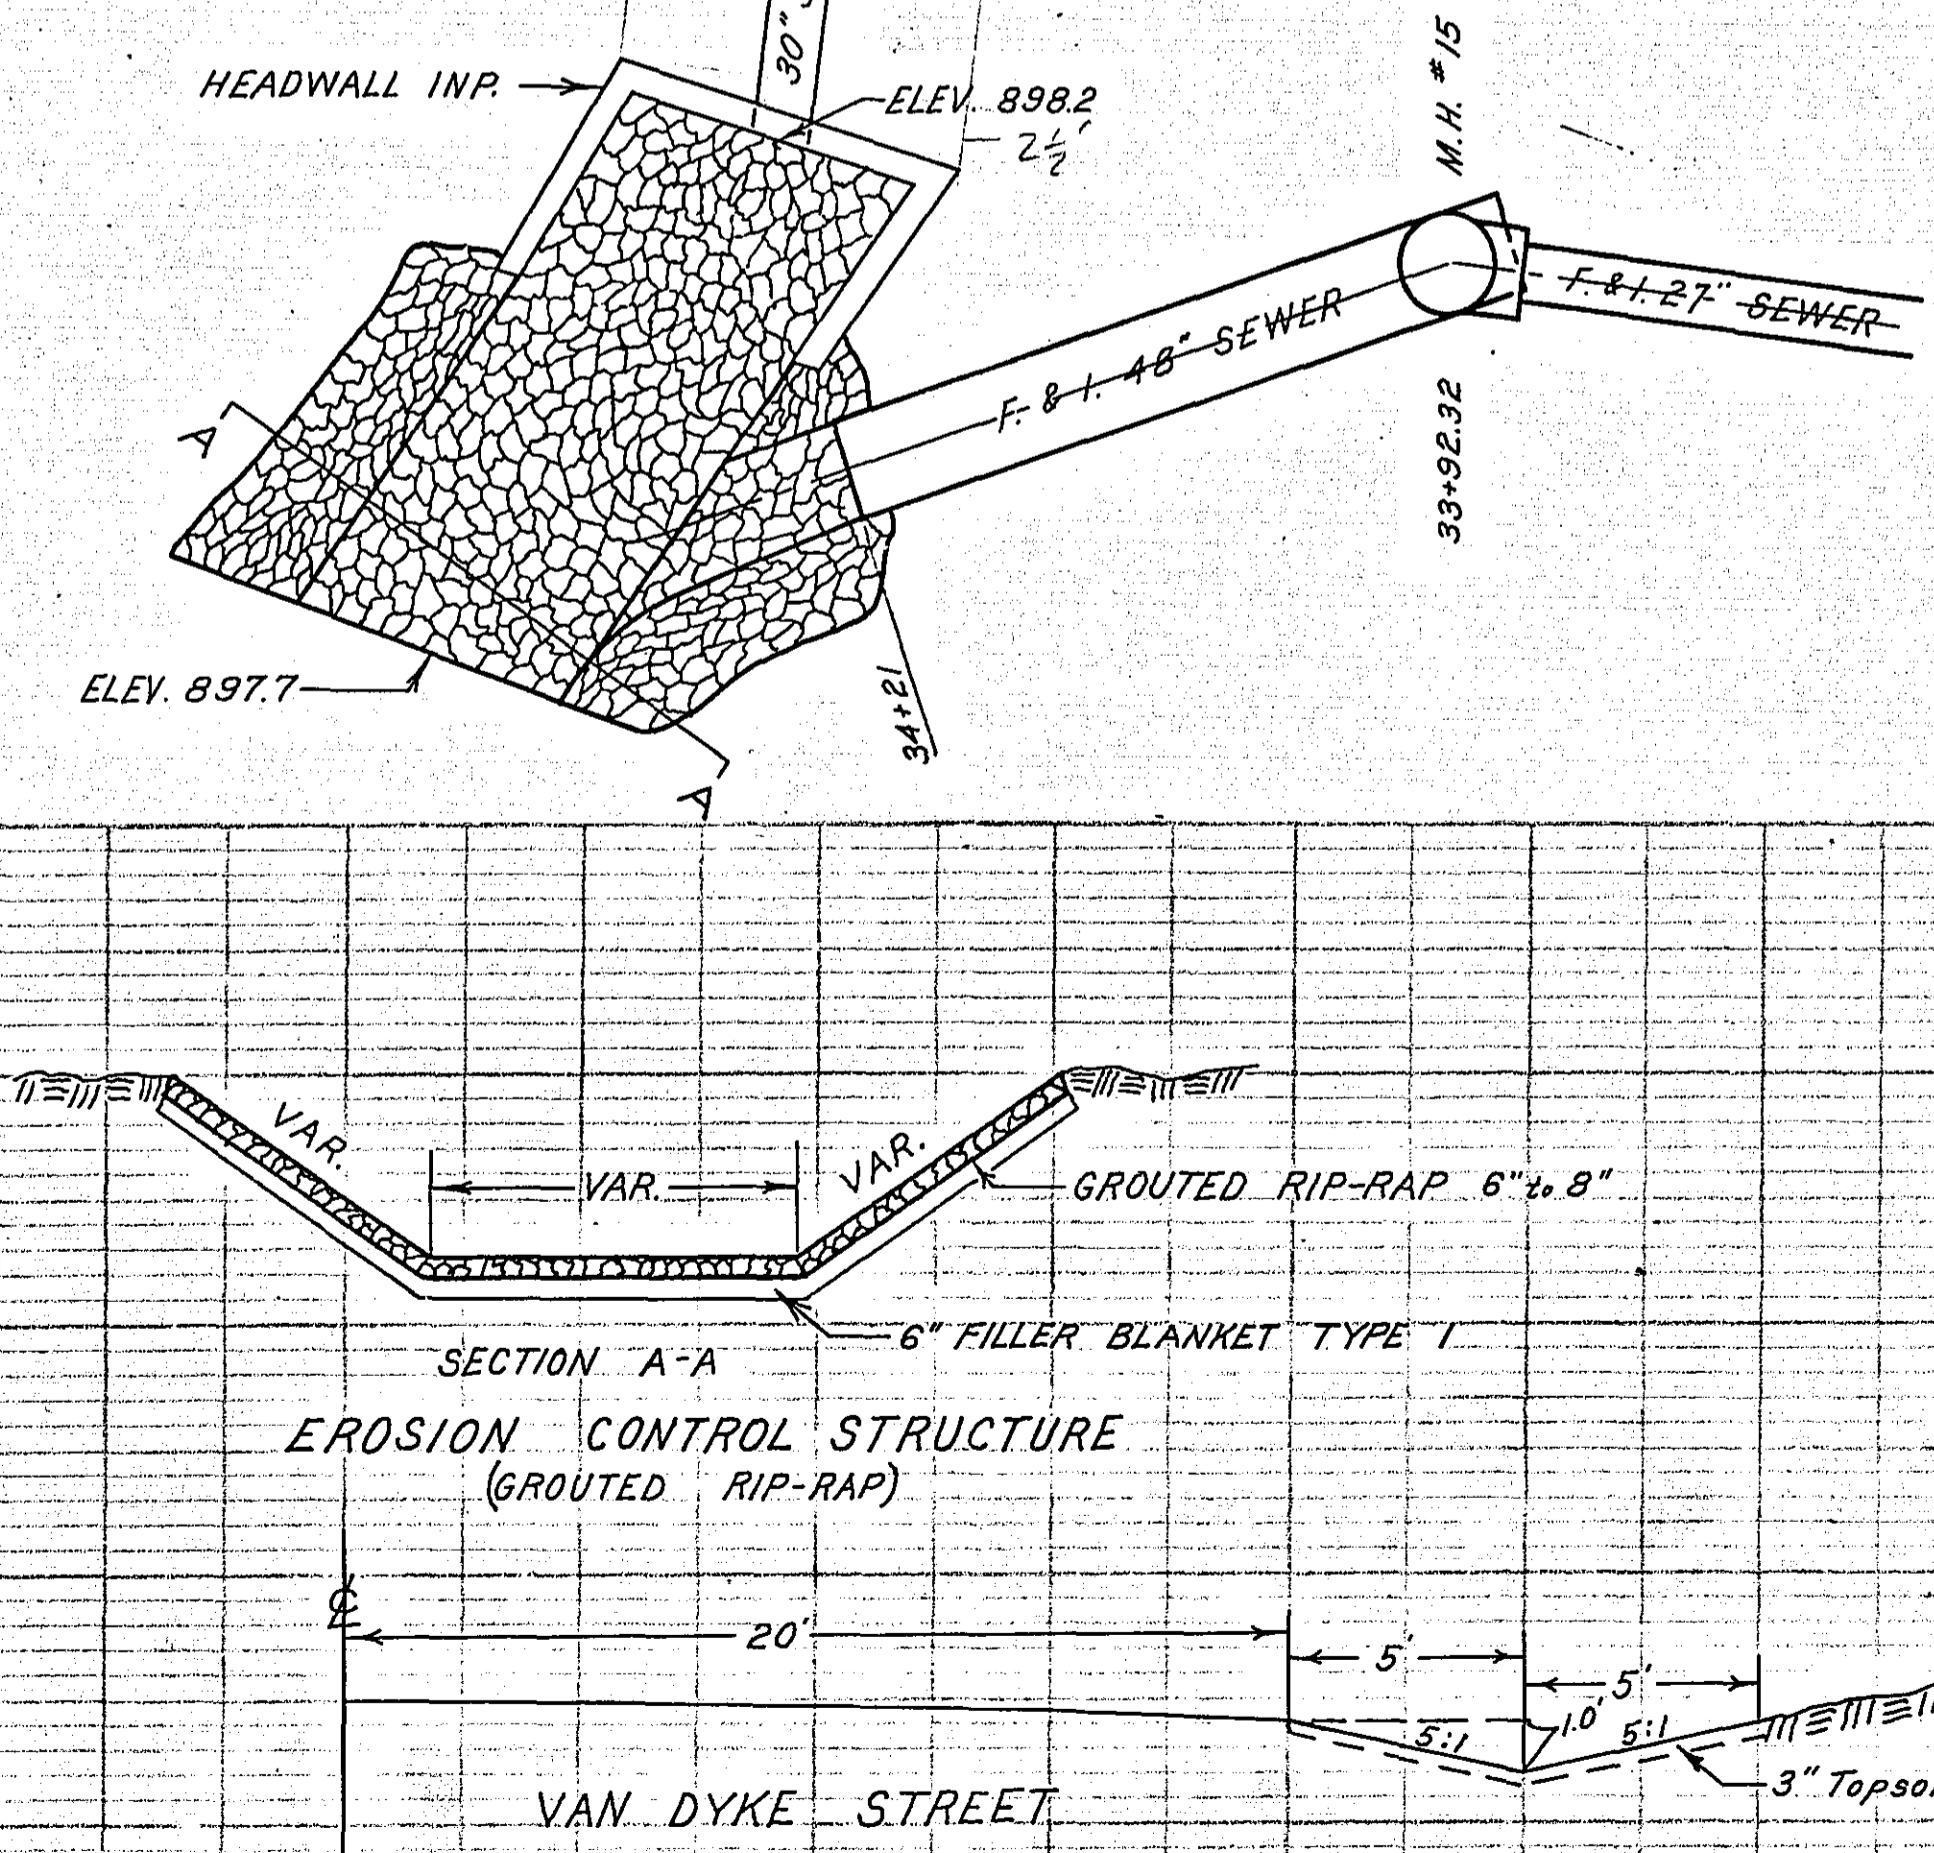 30"
HEADWALL INP.
ELEV. 898.2
2½'
M.H. #15
F. & I. 27" SEWER
F. & I. 48" SEWER
33+92.32
A
ELEV. 897.7
34+21
A
VAR.
VAR.
VAR.
GROUTED RIP-RAP 6" to 8"
6" FILLER BLANKET TYPE I
SECTION A-A
EROSION CONTROL STRUCTURE
(GROUTED RIP-RAP)
℄
20'
5'
5'
5:1
1.0'
5:1
3" Topso
VAN DYKE STREET